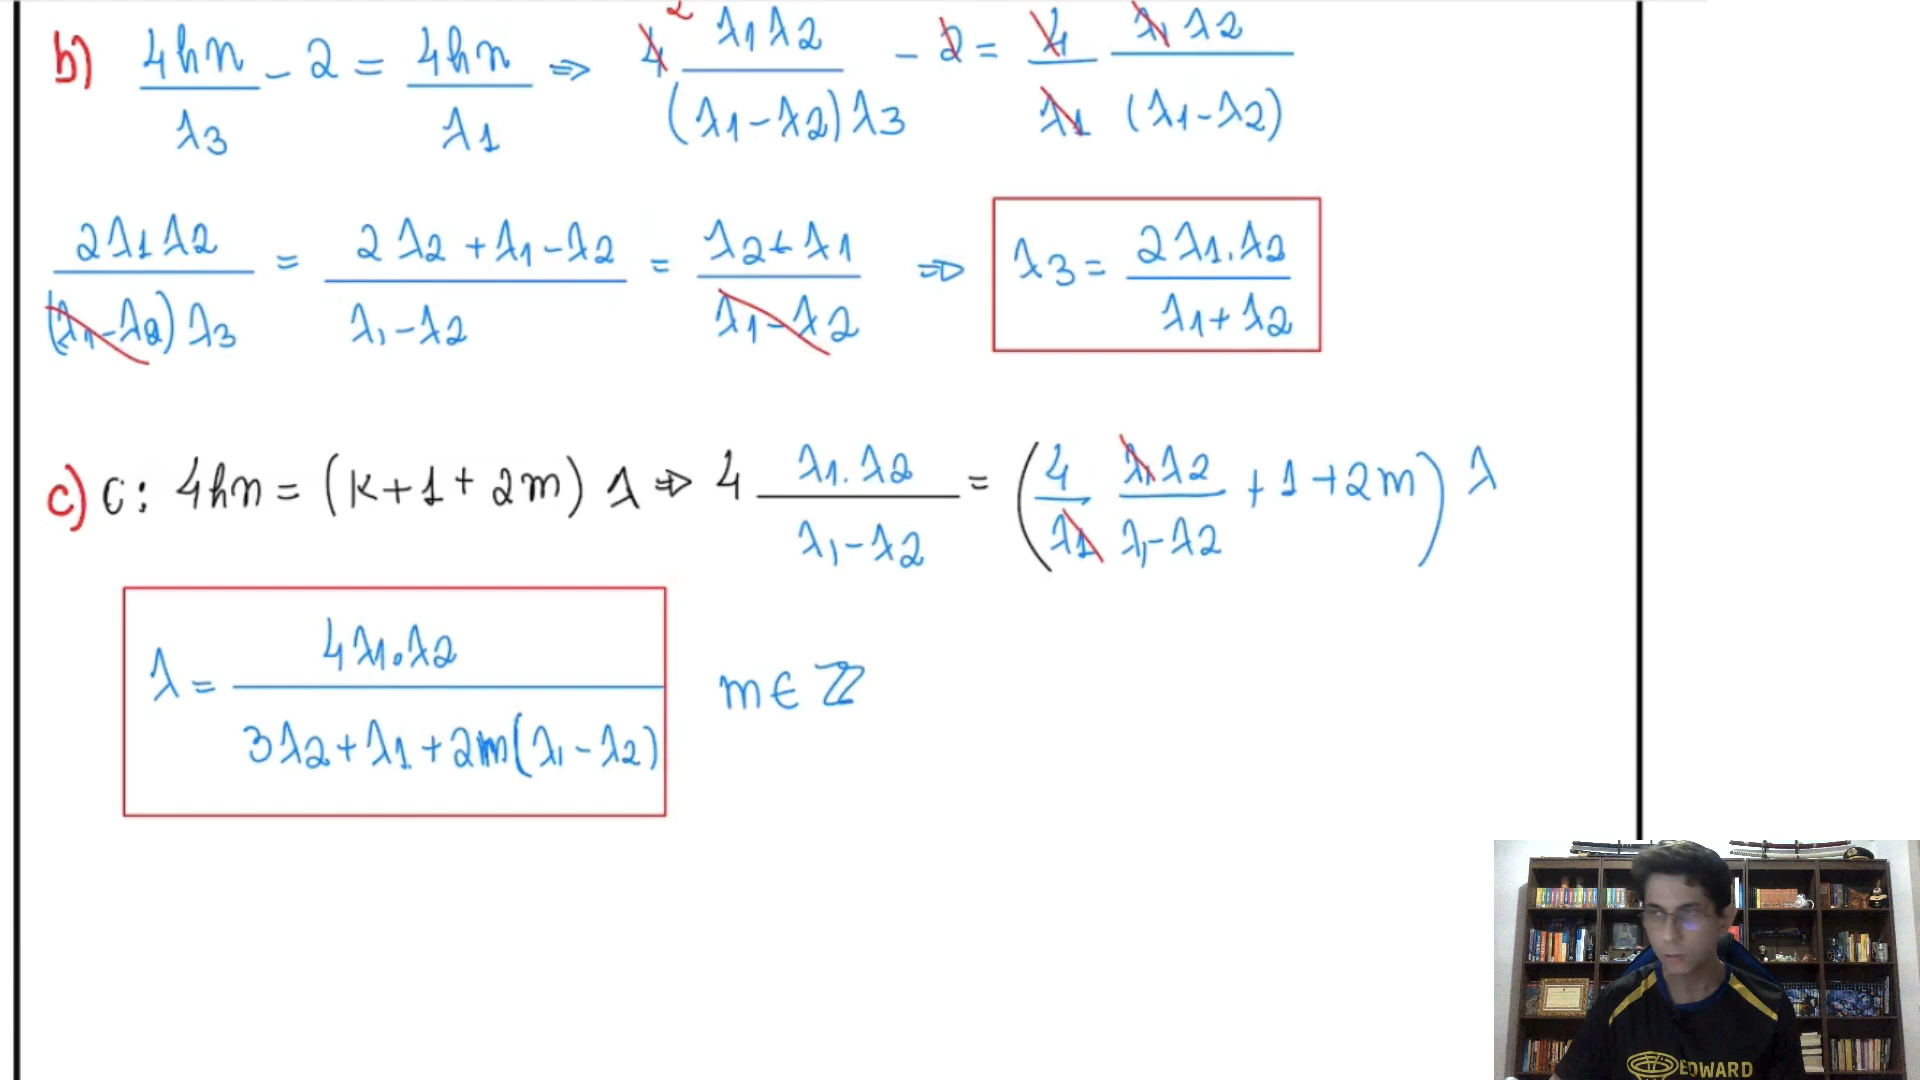 b) 4hn/λ3 - 2 = 4hn/λ1 ⇒ 4 2 λ1λ2/((λ1-λ2)λ3) - 2 = 4/λ1 λ1λ2/(λ1-λ2)
2λ1λ2/((λ1-λ2)λ3) = (2λ2+λ1-λ2)/(λ1-λ2) = (λ2+λ1)/(λ1-λ2) ⇒ λ3 = 2λ1.λ2/(λ1+λ2)
c) C: 4hn = (K+1+2m) λ ⇒ 4 λ1.λ2/(λ1-λ2) = (4/λ1 λ1λ2/(λ1-λ2) + 1+2m) λ
λ = 4λ1.λ2/(3λ2+λ1+2m(λ1-λ2)) m∈ℤ
EDWARD